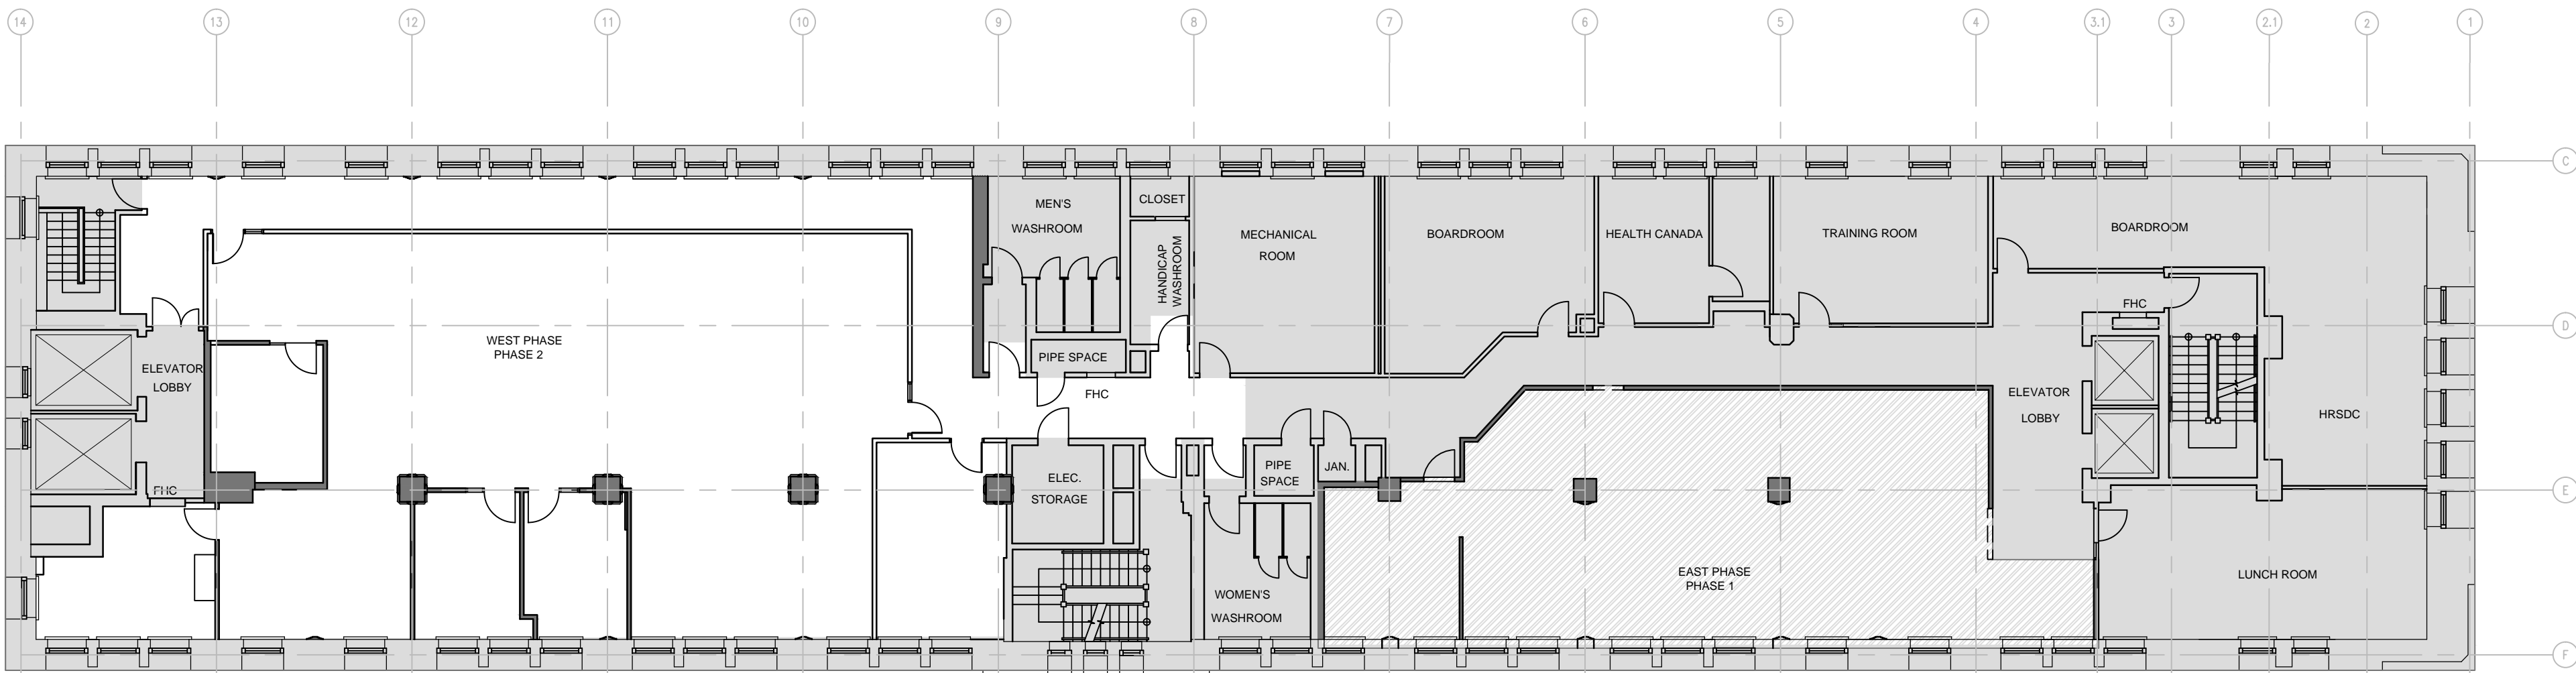 14 13 12 11 10 9 8 7 6 5 4 3.1 3 2.1 2 1
C
MEN'S
WASHROOM
CLOSET
HANDICAP
WASHROOM
MECHANICAL
ROOM
BOARDROOM
HEALTH CANADA
TRAINING ROOM
BOARDROOM
FHC
D
WEST PHASE
PHASE 2
ELEVATOR
LOBBY
PIPE SPACE
FHC
ELEVATOR
LOBBY
HRSDC
FHC
ELEC.
STORAGE
PIPE
SPACE
JAN.
E
EAST PHASE
PHASE 1
LUNCH ROOM
WOMEN'S
WASHROOM
F